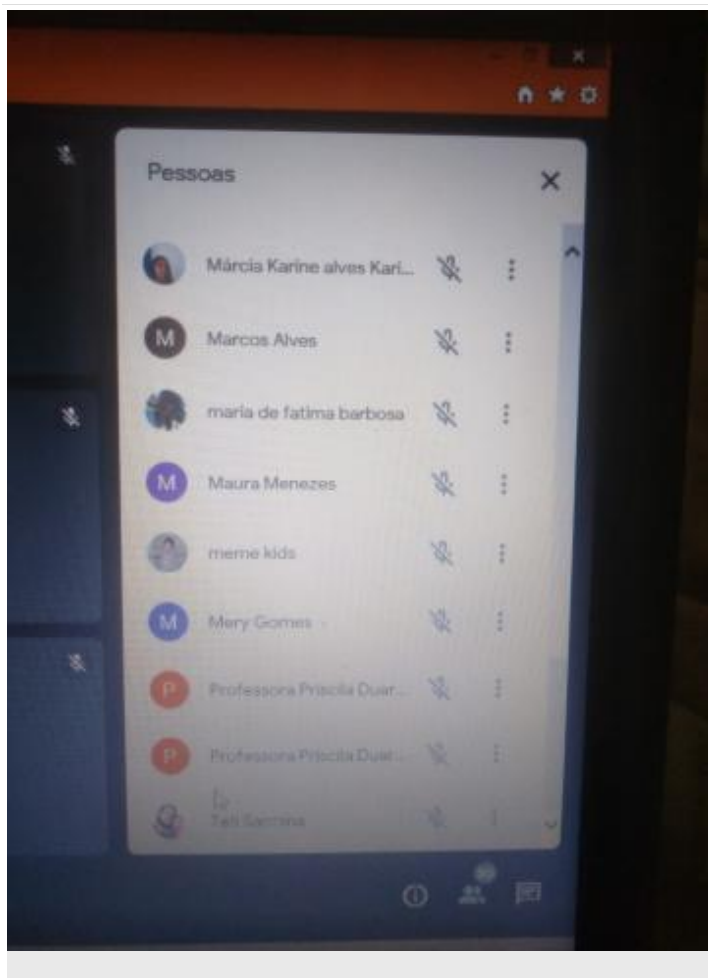 Pessoas
Márcia Karine alves Kari...
M Marcos Alves
maria de fatima barbosa
M Maura Menezes
meme kids
M Mery Gomes
P Professora Priscila Duar...
P Professora Priscila Duar...
Santana